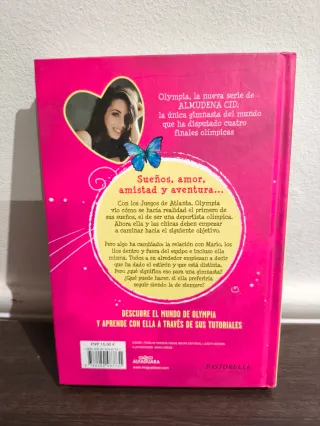 Olympia, la nueva serie de
ALMUDENA CID,
la única gimnasta del mundo
que ha disputado cuatro
finales olímpicas
Sueños, amor,
amistad y aventura...
Con los Juegos de Atlanta, Olympia
vio cómo se hacía realidad el primero de
sus sueños, el de ser una deportista olímpica.
Ahora ella y las chicas deben empezar
a caminar hacia el siguiente objetivo.
Pero algo ha cambiado: la relación con Mario, los
líos dentro y fuera del equipo e incluso ella
misma. Todos a su alrededor empiezan a decir
que ha dado el estirón y que está distinta.
Pero ¿qué significa eso para una gimnasta?
¿Qué puede hacer, si ella preferiría
seguir siendo la de siempre?
DESCUBRE EL MUNDO DE OLYMPIA
Y APRENDE CON ELLA A TRAVÉS DE SUS TUTORIALES
ALFAGUARA
PASTORELLI